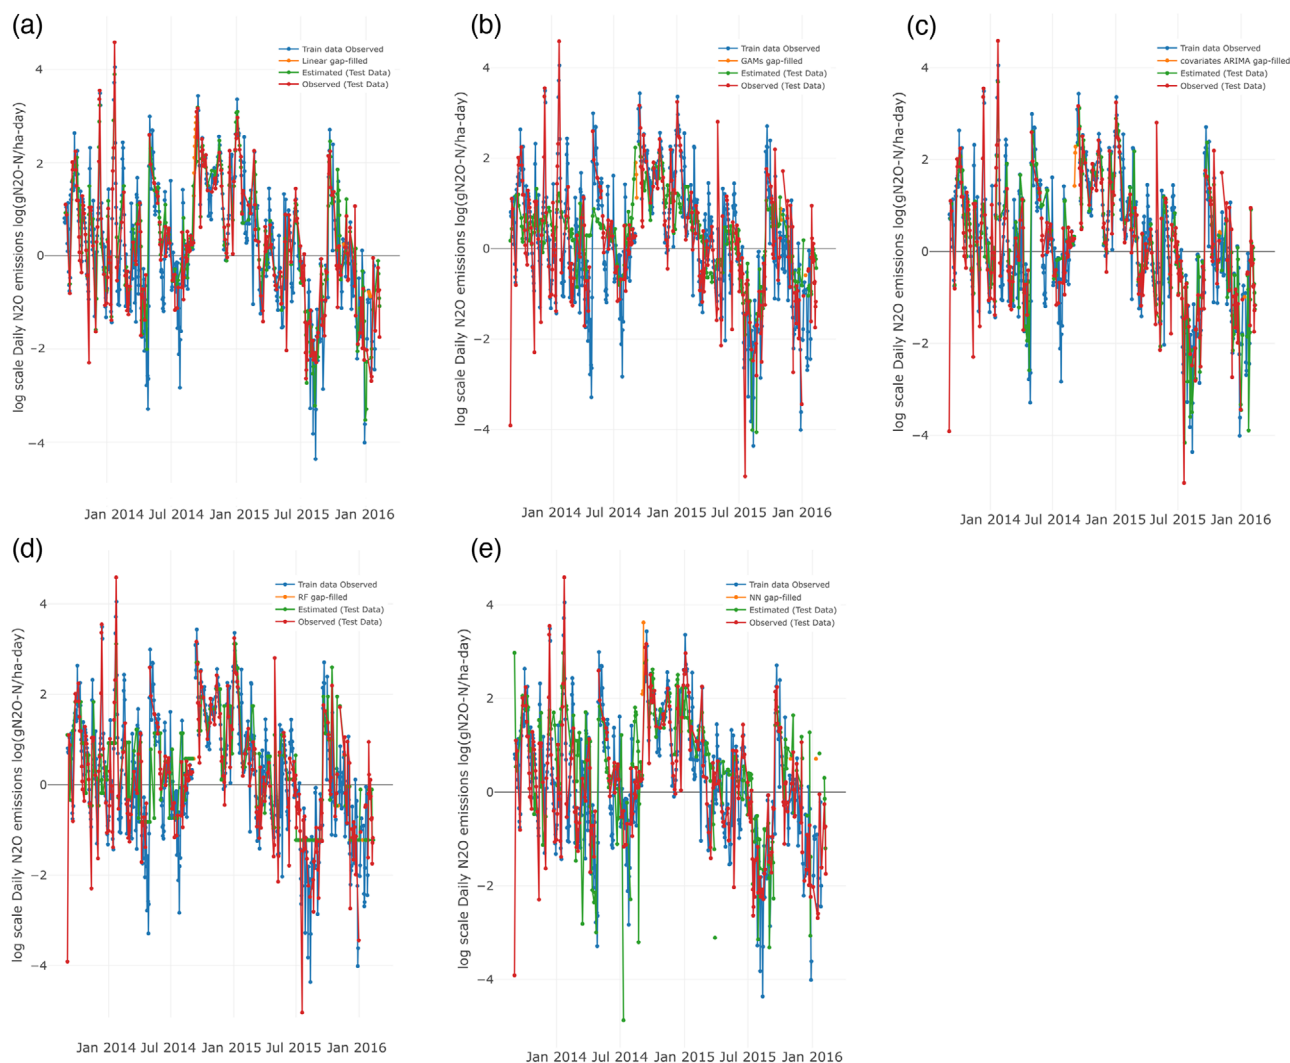 (a)
Train data Observed
Linear gap-filled
Estimated (Test Data)
Observed (Test Data)
log scale Daily N2O emissions log(gN2O-N/ha-day)
4
2
0
−2
−4
Jan 2014 Jul 2014 Jan 2015 Jul 2015 Jan 2016
(b)
Train data Observed
GAMs gap-filled
Estimated (Test Data)
Observed (Test Data)
log scale Daily N2O emissions log(gN2O-N/ha-day)
4
2
0
−2
−4
Jan 2014 Jul 2014 Jan 2015 Jul 2015 Jan 2016
(c)
Train data Observed
covariates ARIMA gap-filled
Estimated (Test Data)
Observed (Test Data)
log scale Daily N2O emissions log(gN2O-N/ha-day)
4
2
0
−2
−4
Jan 2014 Jul 2014 Jan 2015 Jul 2015 Jan 2016
(d)
Train data Observed
RF gap-filled
Estimated (Test Data)
Observed (Test Data)
log scale Daily N2O emissions log(gN2O-N/ha-day)
4
2
0
−2
−4
Jan 2014 Jul 2014 Jan 2015 Jul 2015 Jan 2016
(e)
Train data Observed
NN gap-filled
Estimated (Test Data)
Observed (Test Data)
log scale Daily N2O emissions log(gN2O-N/ha-day)
4
2
0
−2
−4
Jan 2014 Jul 2014 Jan 2015 Jul 2015 Jan 2016